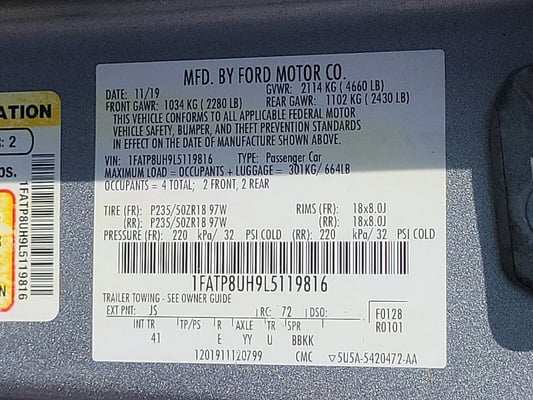 ATION
: 2
OS.
1FATP8UH9L5119816
N
MFD. BY FORD MOTOR CO.
DATE: 11/19 GVWR: 2114 KG ( 4660 LB)
FRONT GAWR: 1034 KG ( 2280 LB) REAR GAWR: 1102 KG ( 2430 LB)
THIS VEHICLE CONFORMS TO ALL APPLICABLE FEDERAL MOTOR
VEHICLE SAFETY, BUMPER, AND THEFT PREVENTION STANDARDS
IN EFFECT ON THE DATE OF MANUFACTURE SHOWN ABOVE.
VIN: 1FATP8UH9L5119816 TYPE: Passenger Car
MAXIMUM LOAD = OCCUPANTS + LUGGAGE = 301KG/ 664LB
OCCUPANTS = 4 TOTAL; 2 FRONT, 2 REAR
TIRE (FR): P235/50ZR18 97W RIMS (FR): 18x8.0J
(RR): P235/50ZR18 97W (RR): 18x8.0J
PRESSURE (FR): 220 kPa/ 32 PSI COLD (RR): 220 kPa/ 32 PSI COLD
1FATP8UH9L5119816
TRAILER TOWING - SEE OWNER GUIDE
EXT PNT: JS RC: 72 DSO: F0128
INT TR TP/PS R AXLE TR SPR R0101
41 E YY U BBKK
1201911120799 CMC ▽5U5A-5420472-AA